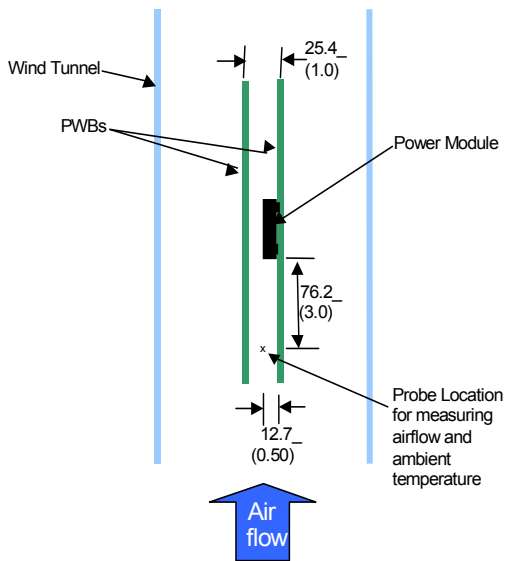 25.4_
(1.0)
Wind Tunnel
PWBs
Power Module
76.2_
(3.0)
x
Probe Location
for measuring
airflow and
ambient
temperature
12.7_
(0.50)
Air
flow